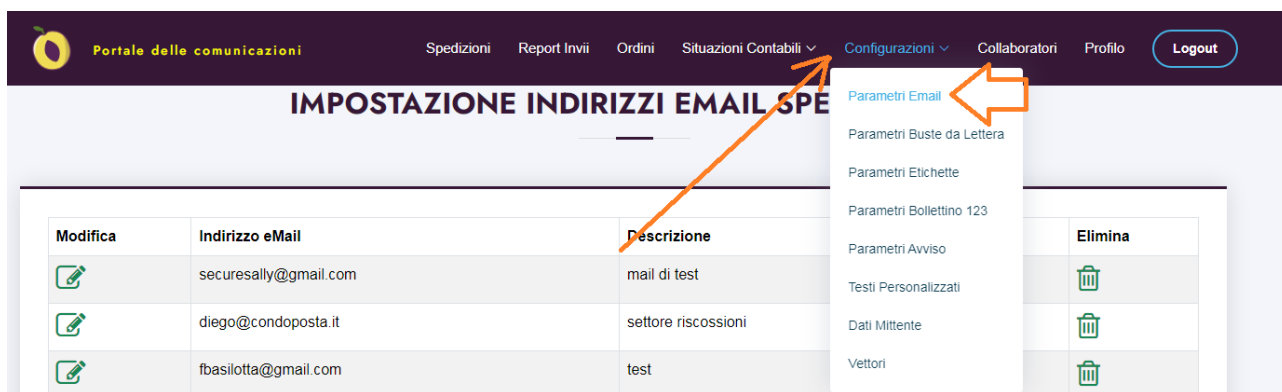 Portale delle comunicazioni Spedizioni Report Invii Ordini Situazioni Contabili Configurazioni Collaboratori Profilo Logout
IMPOSTAZIONE INDIRIZZI EMAIL SPE
Parametri Email
Parametri Buste da Lettera
Parametri Etichette
Parametri Bollettino 123
Parametri Avviso
Testi Personalizzati
Dati Mittente
Vettori
Modifica Indirizzo eMail Descrizione Elimina
securesally@gmail.com mail di test
diego@condoposta.it settore riscossioni
fbasilotta@gmail.com test